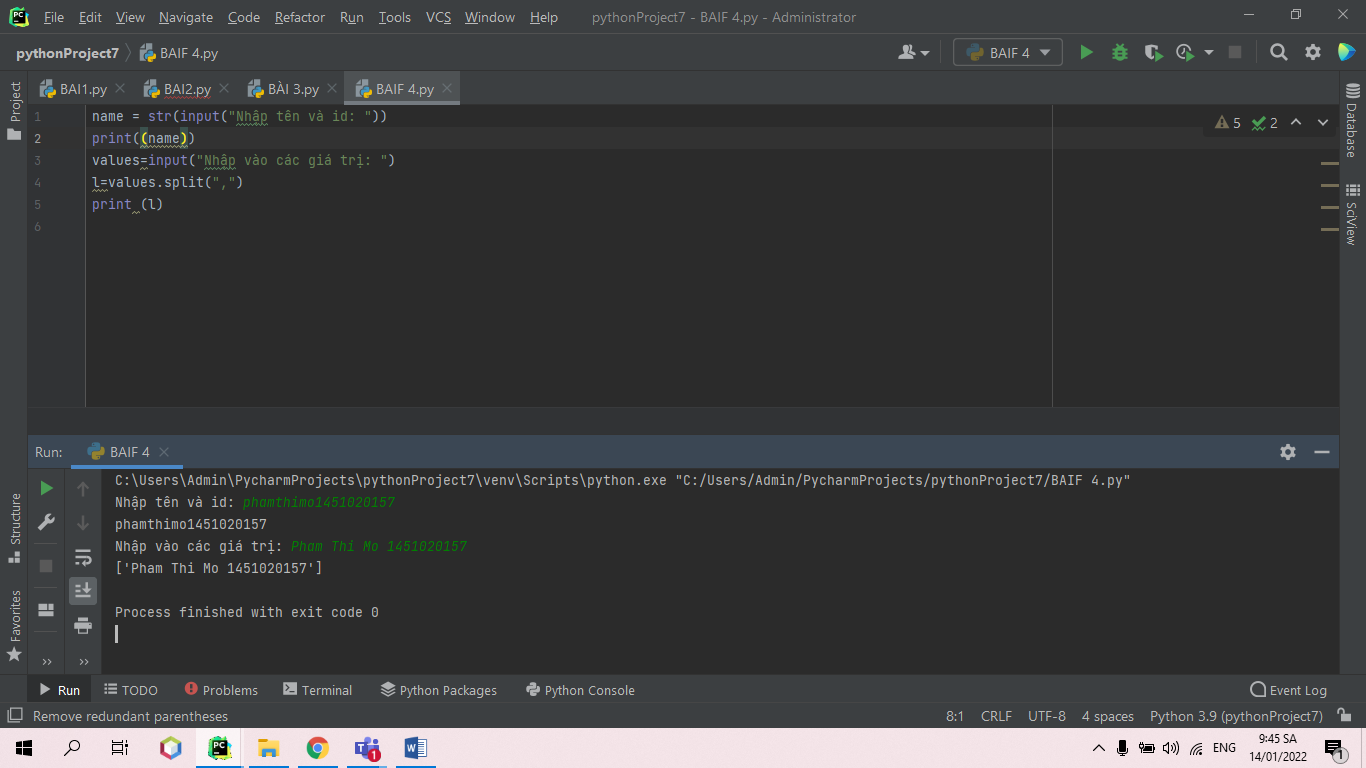 File Edit View Navigate Code Refactor Run Tools VCS Window Help pythonProject7 - BAIF 4.py - Administrator
pythonProject7 BAIF 4.py BAIF 4
BAI1.py BAI2.py BÀI 3.py BAIF 4.py
Project
Database
SciView
Structure
Favorites
5 2
1 name = str(input("Nhập tên và id: "))
2 print((name))
3 values=input("Nhập vào các giá trị: ")
4 l=values.split(",")
5 print (l)
6
Run: BAIF 4
C:\Users\Admin\PycharmProjects\pythonProject7\venv\Scripts\python.exe "C:/Users/Admin/PycharmProjects/pythonProject7/BAIF 4.py"
Nhập tên và id: phamthimo1451020157
phamthimo1451020157
Nhập vào các giá trị: Pham Thi Mo 1451020157
['Pham Thi Mo 1451020157']
Process finished with exit code 0
Run TODO Problems Terminal Python Packages Python Console Event Log
Remove redundant parentheses 8:1 CRLF UTF-8 4 spaces Python 3.9 (pythonProject7)
PC 1 W ENG 9:45 SA
14/01/2022 1